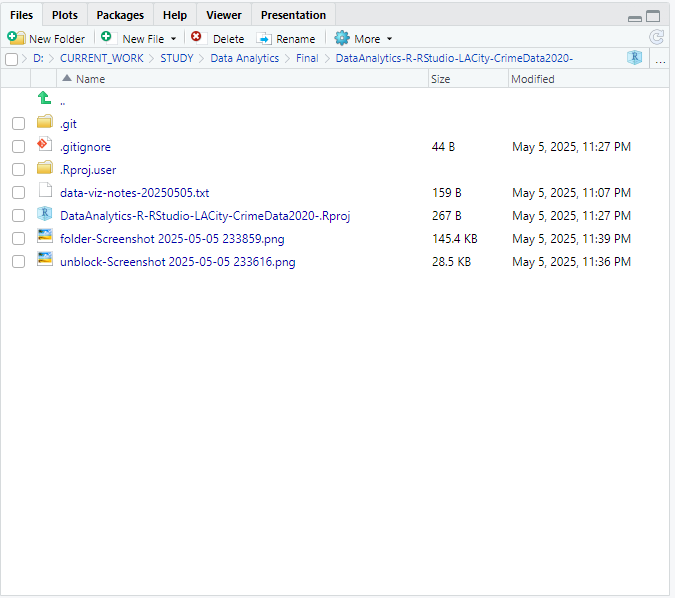 Files Plots Packages Help Viewer Presentation
New Folder New File Delete Rename More
D: CURRENT_WORK STUDY Data Analytics Final DataAnalytics-R-RStudio-LACity-CrimeData2020- R ...
Name Size Modified
..
.git
.gitignore 44 B May 5, 2025, 11:27 PM
.Rproj.user
data-viz-notes-20250505.txt 159 B May 5, 2025, 11:07 PM
R DataAnalytics-R-RStudio-LACity-CrimeData2020-.Rproj 267 B May 5, 2025, 11:27 PM
folder-Screenshot 2025-05-05 233859.png 145.4 KB May 5, 2025, 11:39 PM
unblock-Screenshot 2025-05-05 233616.png 28.5 KB May 5, 2025, 11:36 PM